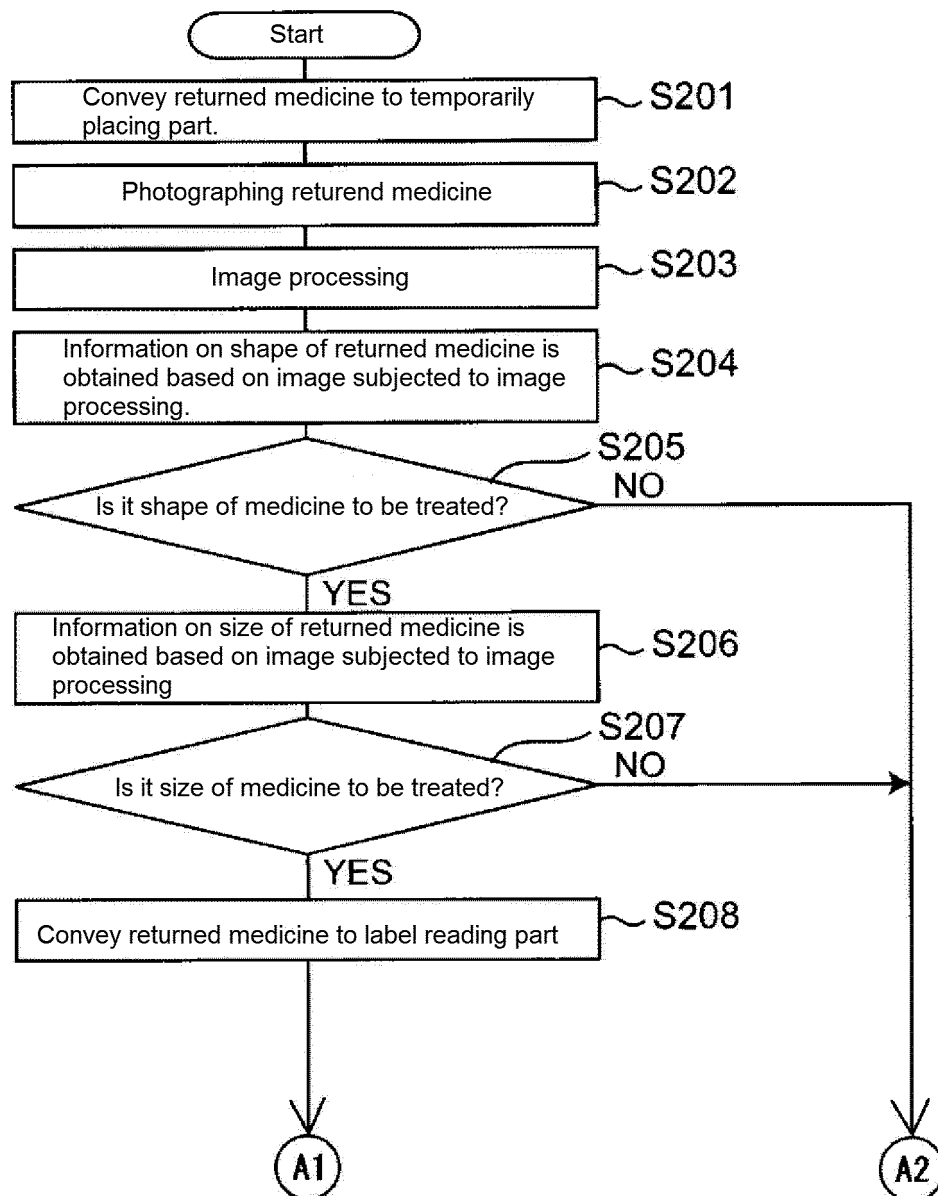 Start
Convey returned medicine to temporarily
placing part.
S201
Photographing returend medicine
S202
Image processing
S203
Information on shape of returned medicine is
obtained based on image subjected to image
processing.
S204
S205
Is it shape of medicine to be treated?
NO
YES
Information on size of returned medicine is
obtained based on image subjected to image
processing
S206
S207
Is it size of medicine to be treated?
NO
YES
Convey returned medicine to label reading part
S208
A1
A2